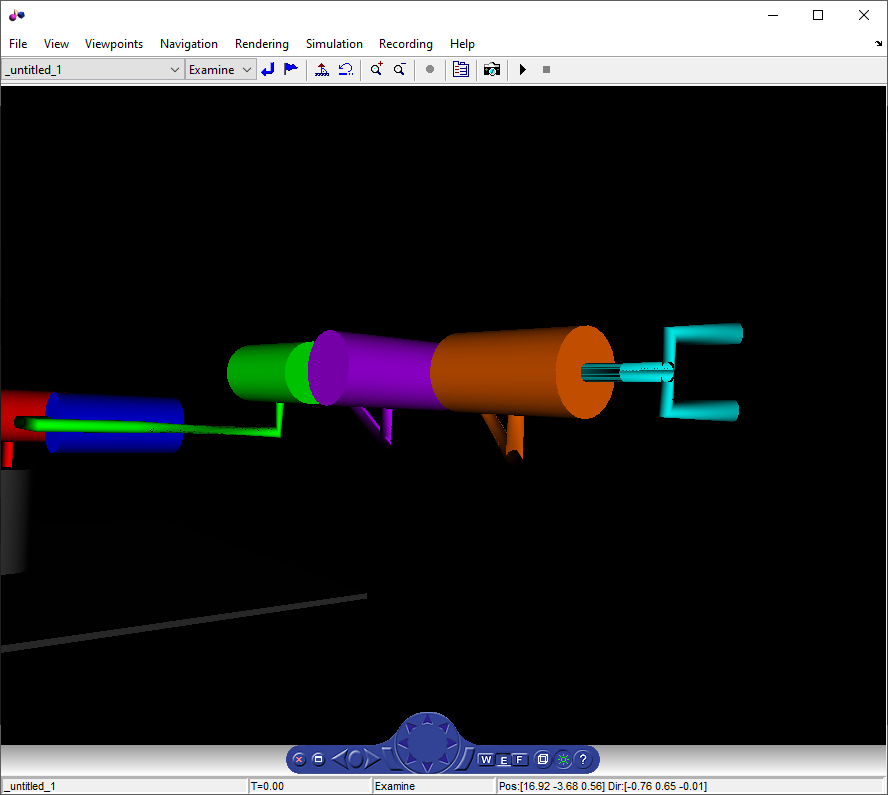 File View Viewpoints Navigation Rendering Simulation Recording Help
_untitled_1 Examine
W E F ?
_untitled_1 T=0.00 Examine Pos:[16.92 -3.68 0.56] Dir:[-0.76 0.65 -0.01]